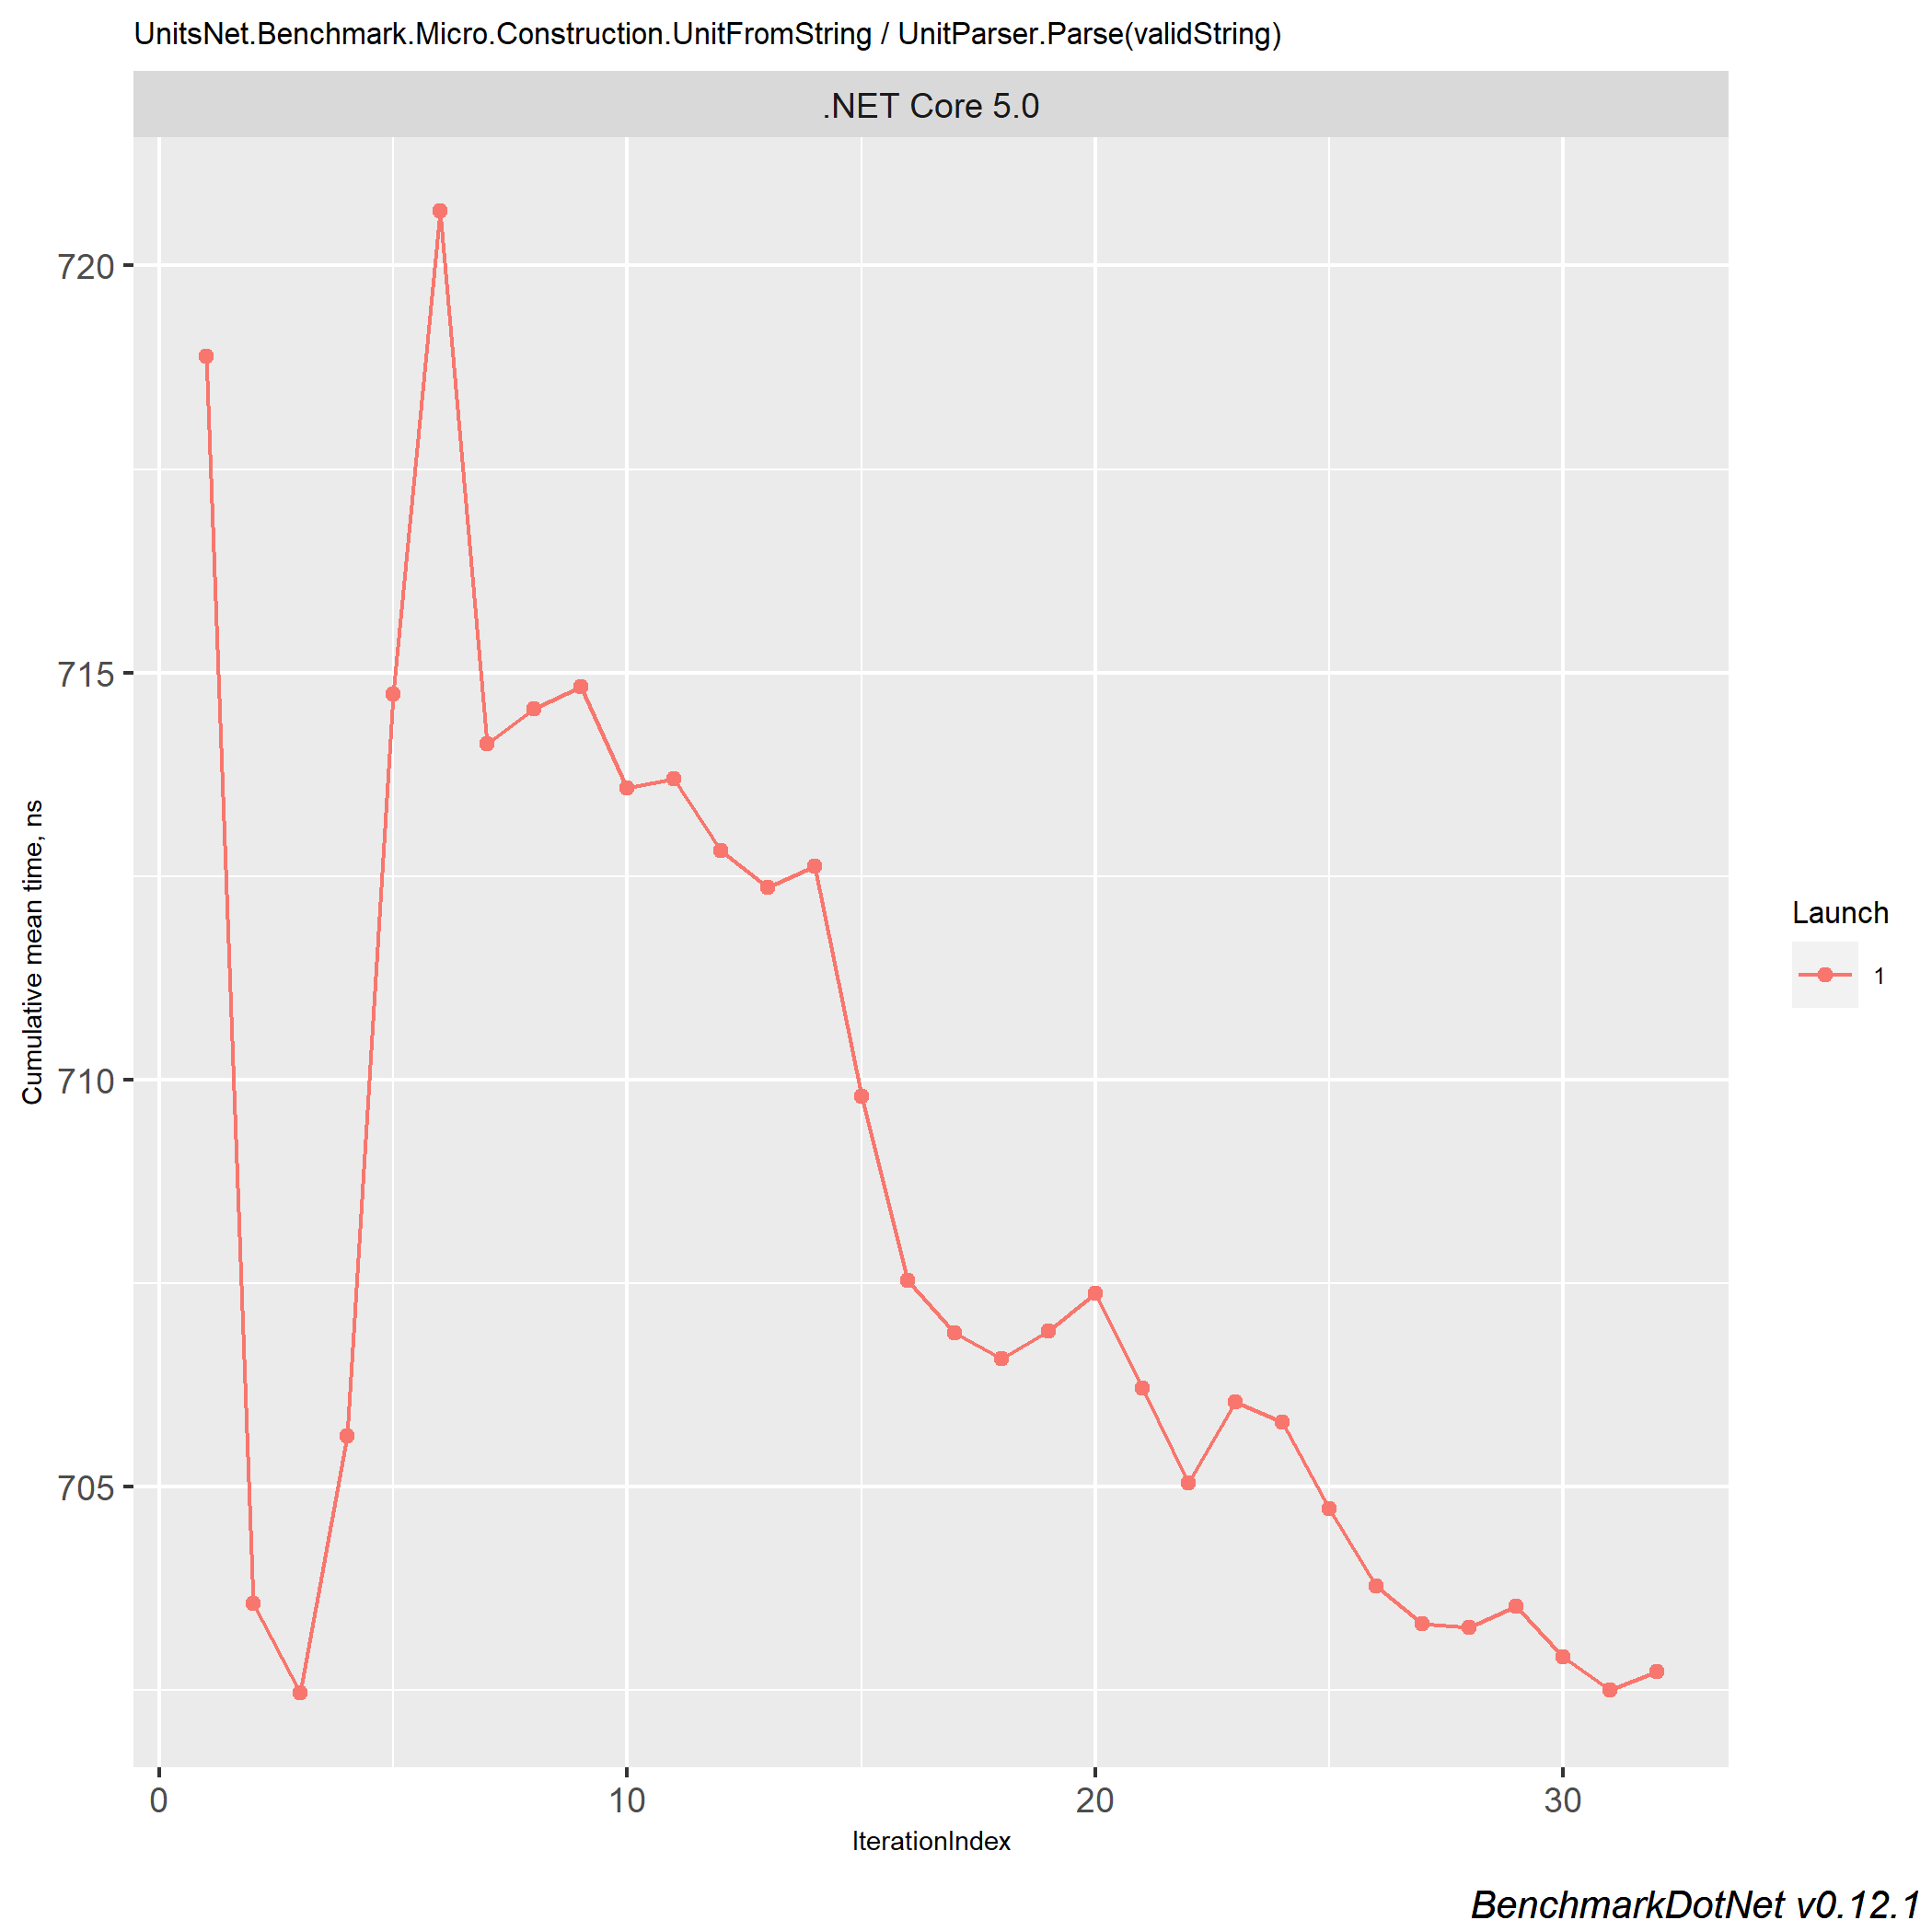 UnitsNet.Benchmark.Micro.Construction.UnitFromString / UnitParser.Parse(validString)
.NET Core 5.0
720
715
710
705
Cumulative mean time, ns
0 10 20 30
IterationIndex
Launch
1
BenchmarkDotNet v0.12.1